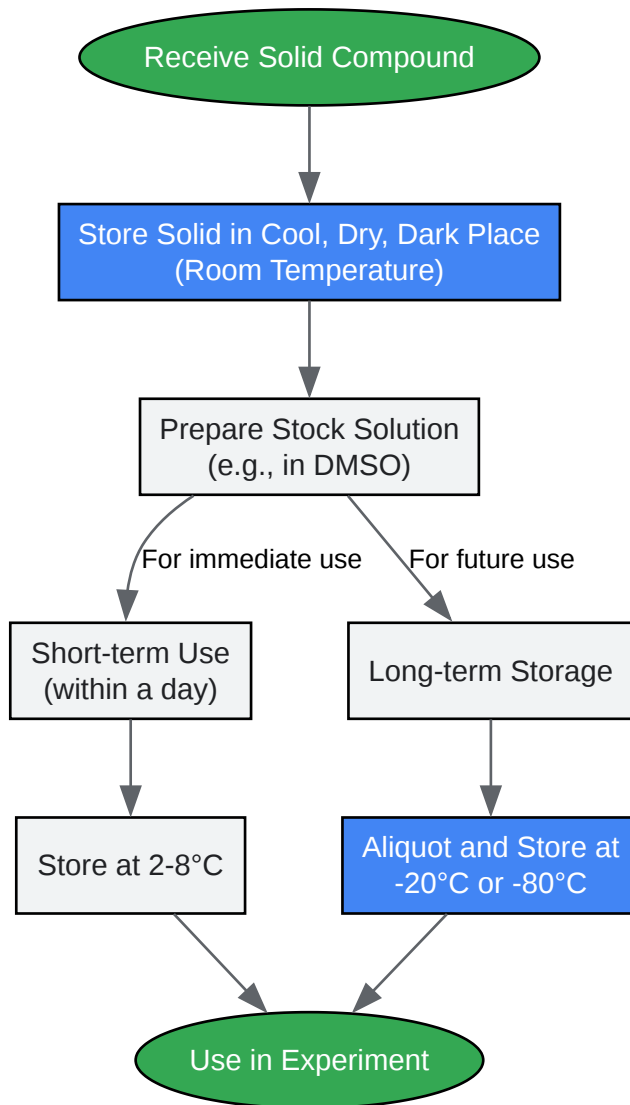 Receive Solid Compound
Store Solid in Cool, Dry, Dark Place
(Room Temperature)
Prepare Stock Solution
(e.g., in DMSO)
For immediate use
For future use
Short-term Use
(within a day)
Long-term Storage
Store at 2-8°C
Aliquot and Store at
-20°C or -80°C
Use in Experiment